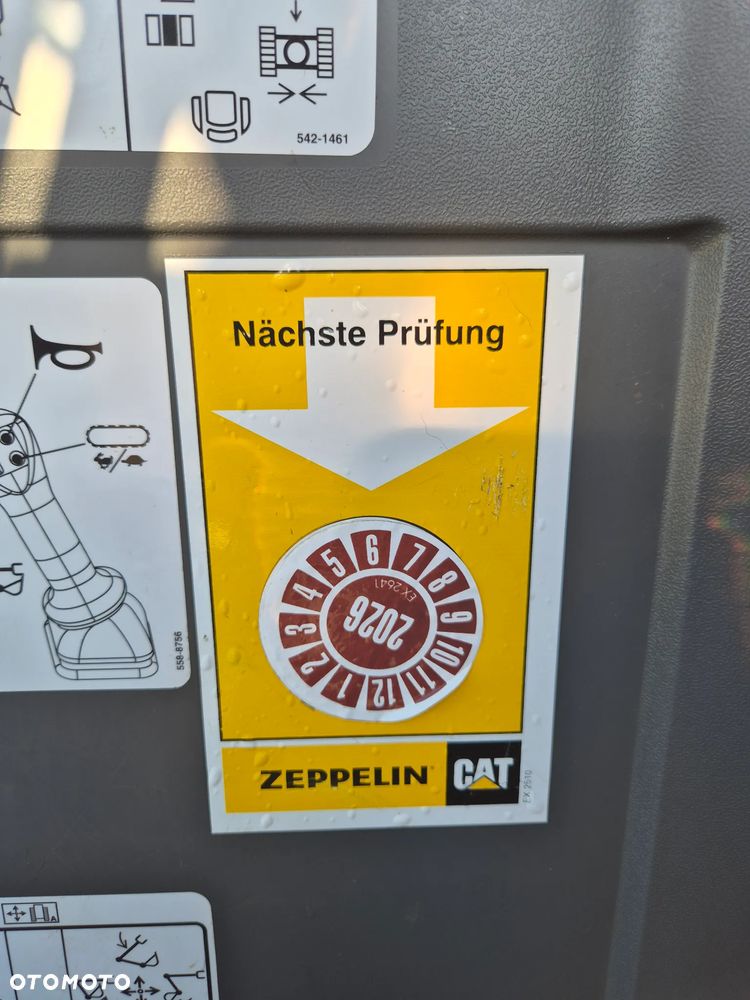 542-1461
Nächste Prüfung
558-8756
1 2 3 4 5 6 7 8 9 10 11 12
EX 2641
2026
ZEPPELIN CAT
EX 2510
A
OTOMOTO